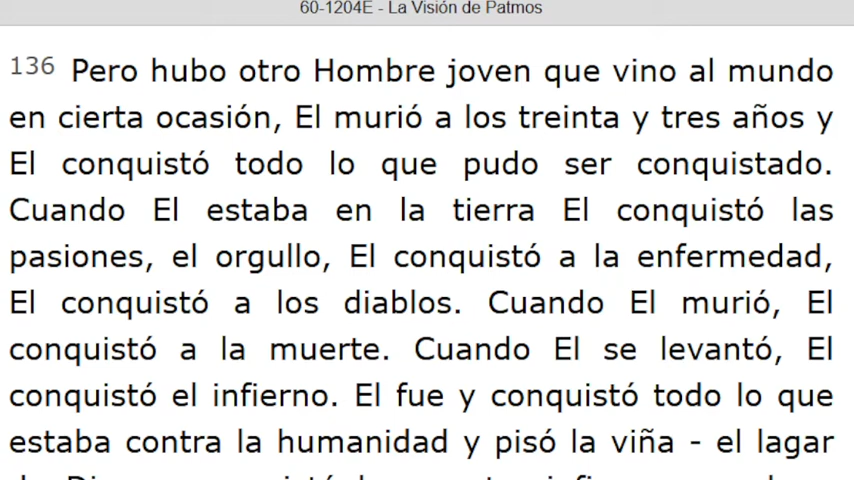 60-1204E - La Visión de Patmos
136 Pero hubo otro Hombre joven que vino al mundo
en cierta ocasión, El murió a los treinta y tres años y
El conquistó todo lo que pudo ser conquistado.
Cuando El estaba en la tierra El conquistó las
pasiones, el orgullo, El conquistó a la enfermedad,
El conquistó a los diablos. Cuando El murió, El
conquistó a la muerte. Cuando El se levantó, El
conquistó el infierno. El fue y conquistó todo lo que
estaba contra la humanidad y pisó la viña - el lagar